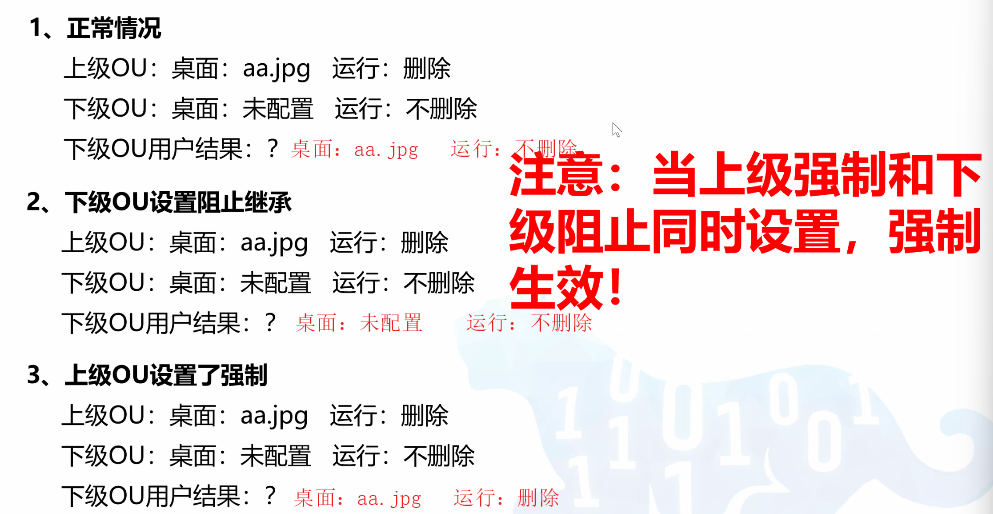 1、正常情况
上级OU：桌面：aa.jpg 运行：删除
下级OU：桌面：未配置 运行：不删除
下级OU用户结果：？ 桌面：aa.jpg 运行：不删除
注意：当上级强制和下
级阻止同时设置，强制
生效！
2、下级OU设置阻止继承
上级OU：桌面：aa.jpg 运行：删除
下级OU：桌面：未配置 运行：不删除
下级OU用户结果：？ 桌面：未配置 运行：不删除
3、上级OU设置了强制
上级OU：桌面：aa.jpg 运行：删除
下级OU：桌面：未配置 运行：不删除
下级OU用户结果：？ 桌面：aa.jpg 运行：删除